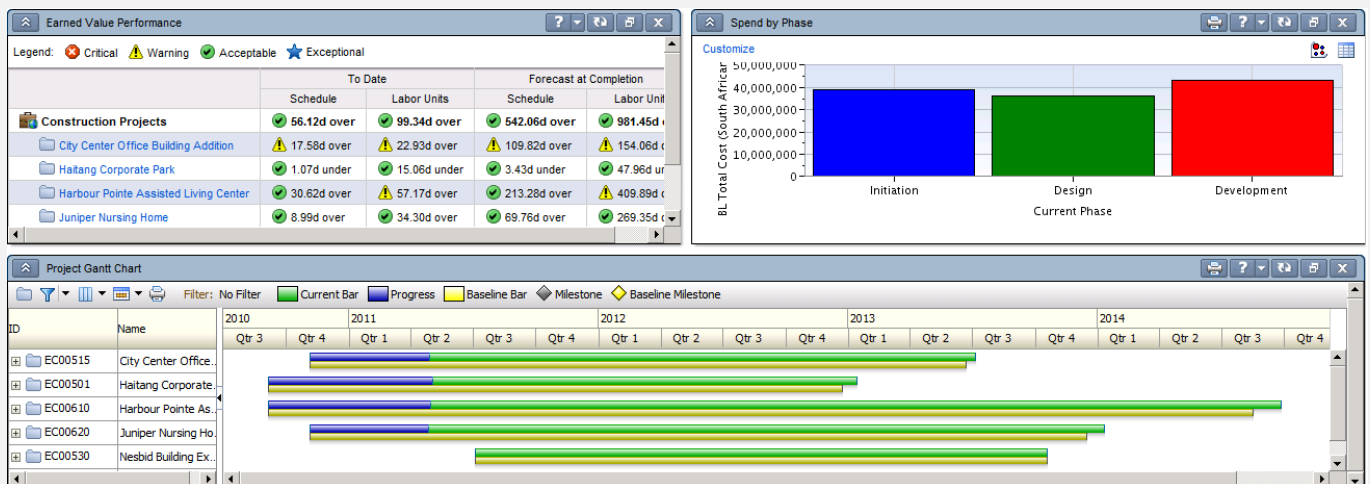 Earned Value Performance
Legend: Critical Warning Acceptable Exceptional
To Date Forecast at Completion
Schedule Labor Units Schedule Labor Unit
Construction Projects 56.12d over 99.34d over 542.06d over 981.45d
City Center Office Building Addition 17.58d over 22.93d over 109.82d over 154.06d
Haitang Corporate Park 1.07d under 15.06d under 3.43d under 47.96d un
Harbour Pointe Assisted Living Center 30.62d over 57.17d over 213.28d over 409.89d
Juniper Nursing Home 8.99d over 34.30d over 69.76d over 269.35d
Spend by Phase
Customize
BL Total Cost (South African
50,000,000
40,000,000
30,000,000
20,000,000
10,000,000
0
Initiation Design Development
Current Phase
Project Gantt Chart
Filter: No Filter Current Bar Progress Baseline Bar Milestone Baseline Milestone
ID Name 2010 2011 2012 2013 2014
Qtr 3 Qtr 4 Qtr 1 Qtr 2 Qtr 3 Qtr 4 Qtr 1 Qtr 2 Qtr 3 Qtr 4 Qtr 1 Qtr 2 Qtr 3 Qtr 4 Qtr 1 Qtr 2 Qtr 3 Qtr 4
EC00515 City Center Office...
EC00501 Haitang Corporate...
EC00610 Harbour Pointe As...
EC00620 Juniper Nursing Ho...
EC00530 Nesbid Building Ex...